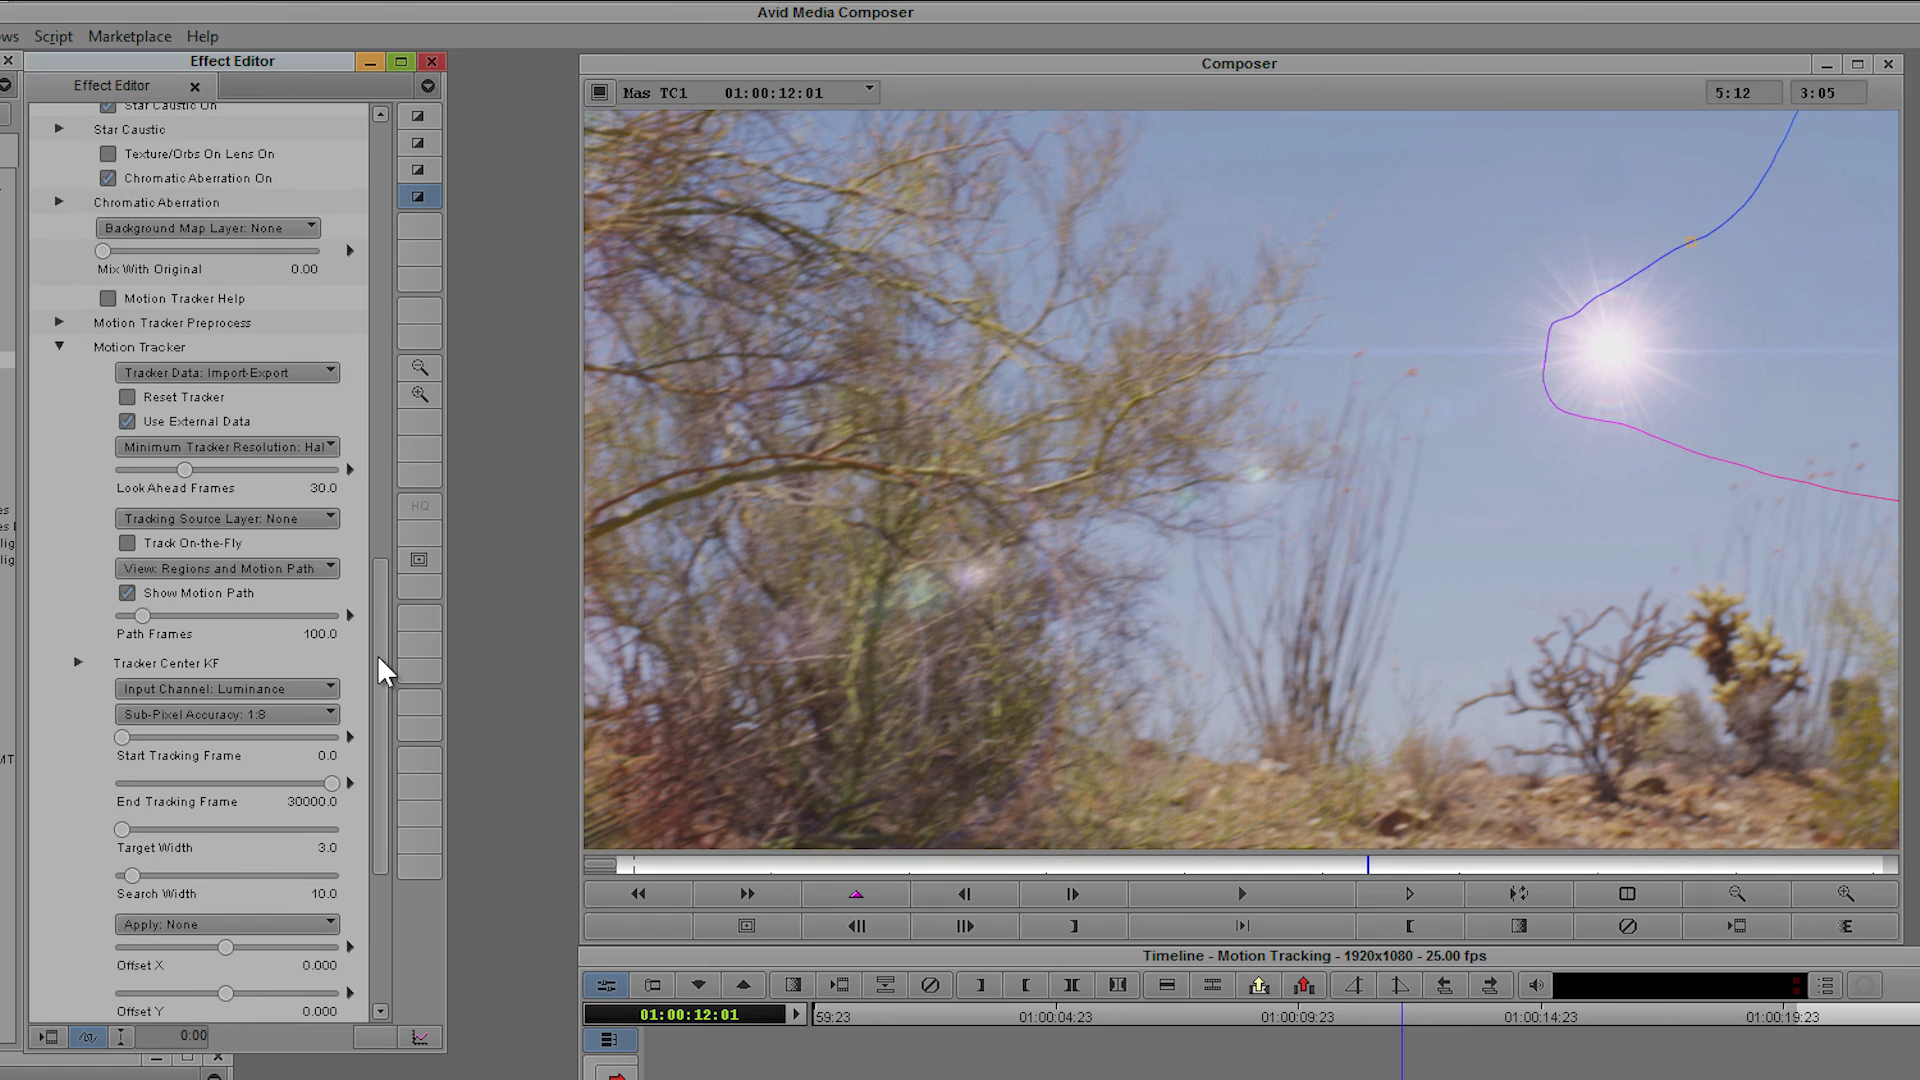 Avid Media Composer
ows Script Marketplace Help
Effect Editor
Effect Editor
Star Caustic On
Star Caustic
Texture/Orbs On Lens On
Chromatic Aberration On
Chromatic Aberration
Background Map Layer: None
Mix With Original 0.00
Motion Tracker Help
Motion Tracker Preprocess
Motion Tracker
Tracker Data: Import-Export
Reset Tracker
Use External Data
Minimum Tracker Resolution: Hal
Look Ahead Frames 30.0
Tracking Source Layer: None
Track On-the-Fly
View: Regions and Motion Path
Show Motion Path
Path Frames 100.0
Tracker Center KF
Input Channel: Luminance
Sub-Pixel Accuracy: 1:8
Start Tracking Frame 0.0
End Tracking Frame 30000.0
Target Width 3.0
Search Width 10.0
Apply: None
Offset X 0.000
Offset Y 0.000
0:00
HQ
Composer
Mas TC1 01:00:12:01
5:12 3:05
Timeline - Motion Tracking - 1920x1080 - 25.00 fps
01:00:12:01
59:23 01:00:04:23 01:00:09:23 01:00:14:23 01:00:19:23